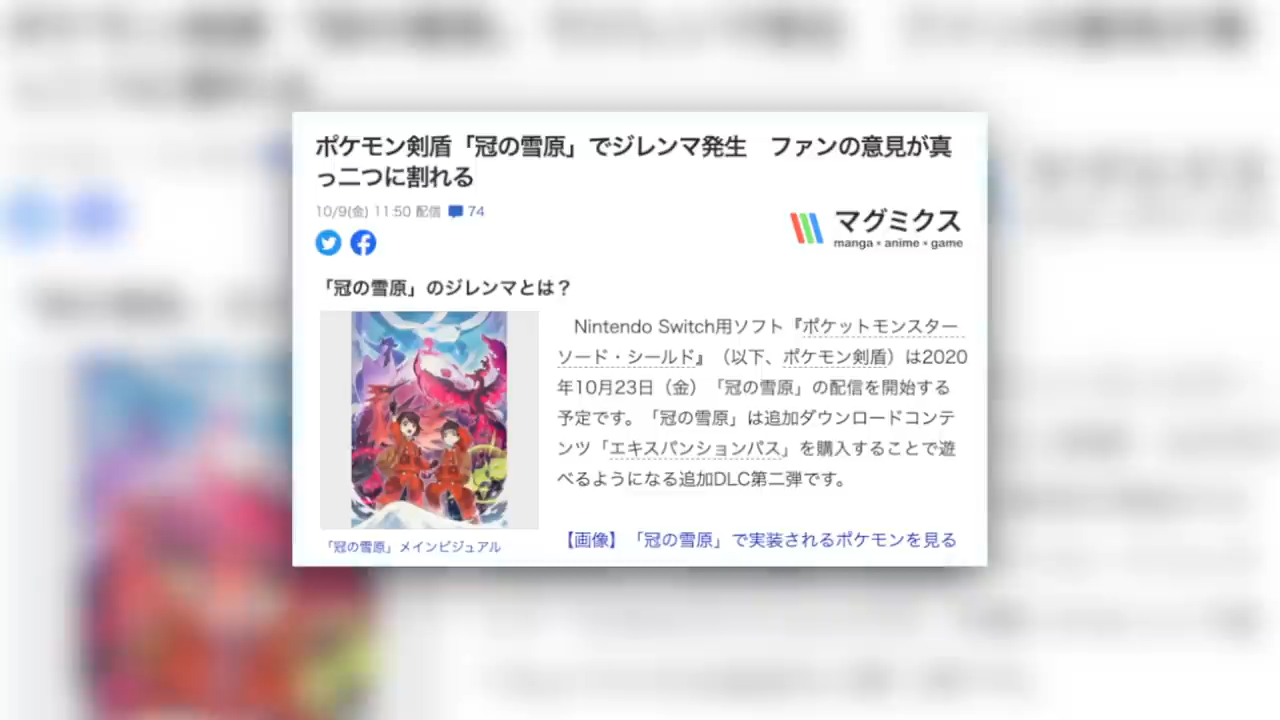 ポケモン剣盾「冠の雪原」でジレンマ発生　ファンの意見が真
っ二つに割れる
10/9(金) 11:50 配信 74
マグミクス
manga × anime × game
「冠の雪原」のジレンマとは？
Nintendo Switch用ソフト『ポケットモンスター
ソード・シールド』（以下、ポケモン剣盾）は2020
年10月23日（金）「冠の雪原」の配信を開始する
予定です。「冠の雪原」は追加ダウンロードコンテ
ンツ「エキスパンションパス」を購入することで遊
べるようになる追加DLC第二弾です。
「冠の雪原」メインビジュアル
【画像】「冠の雪原」で実装されるポケモンを見る